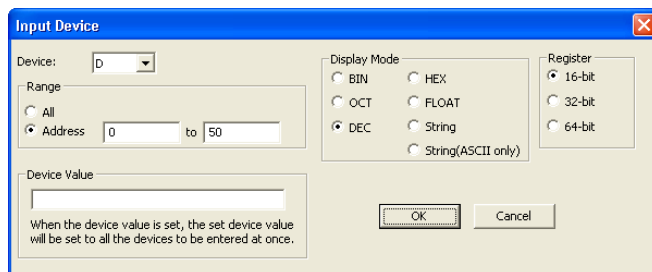 Input Device
Device:
D
Range
All
Address
0
to
50
Display Mode
BIN
HEX
OCT
FLOAT
DEC
String
String(ASCII only)
Register
16-bit
32-bit
64-bit
Device Value
When the device value is set, the set device value
will be set to all the devices to be entered at once.
OK
Cancel